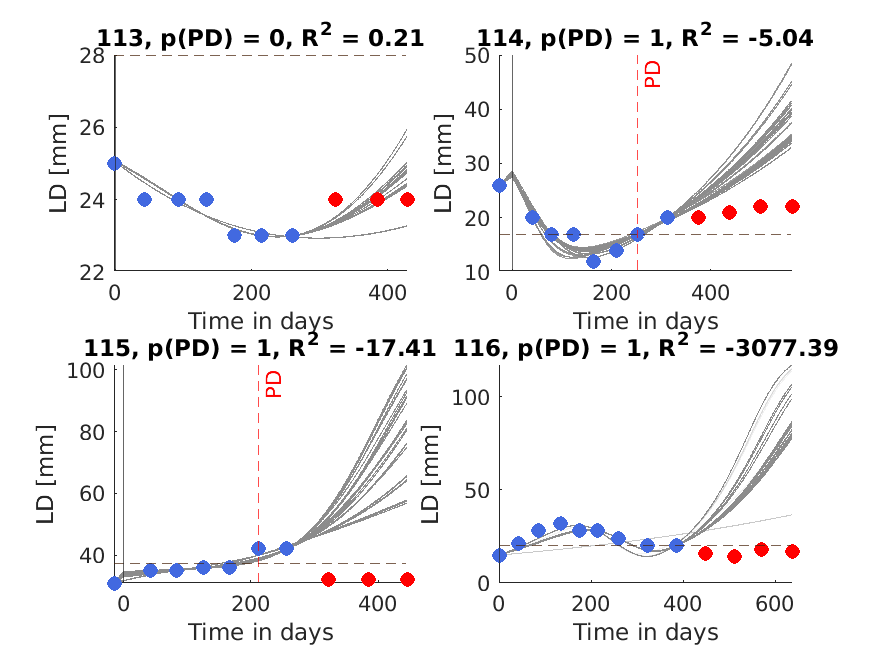 113, p(PD) = 0, R² = 0.21
28
26
24
22
LD [mm]
0
200
400
Time in days
114, p(PD) = 1, R² = -5.04
50
40
30
20
10
LD [mm]
PD
0
200
400
Time in days
115, p(PD) = 1, R² = -17.41
100
80
60
40
LD [mm]
PD
0
200
400
Time in days
116, p(PD) = 1, R² = -3077.39
100
50
0
LD [mm]
0
200
400
600
Time in days